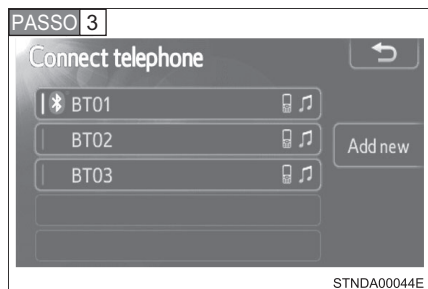 PASSO 3
Connect telephone
BT01
BT02
Add new
BT03
STNDA00044E